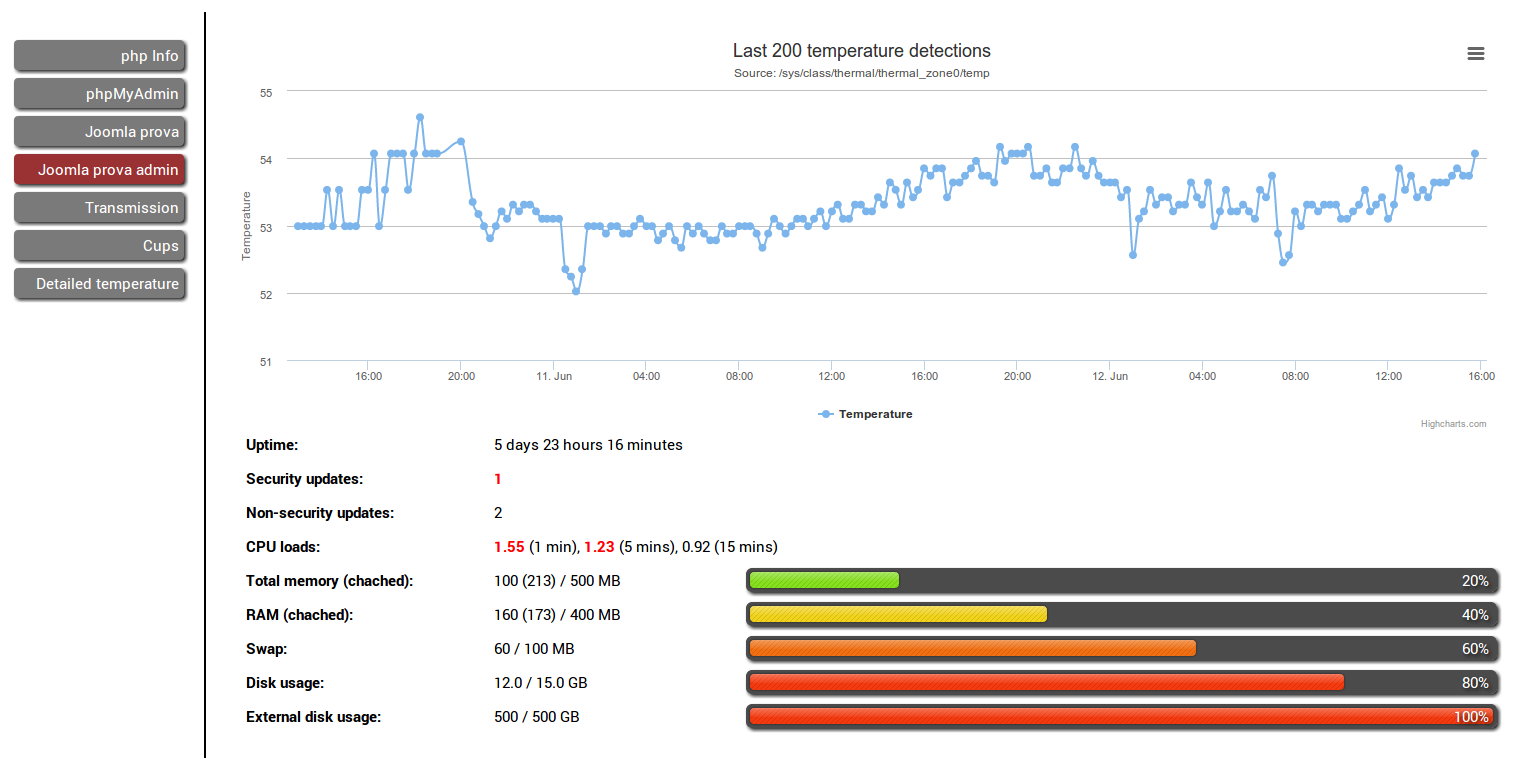 php Info
phpMyAdmin
Joomla prova
Joomla prova admin
Transmission
Cups
Detailed temperature
Last 200 temperature detections
Source: /sys/class/thermal/thermal_zone0/temp
Temperature
55
54
53
52
51
16:00 20:00 11. Jun 04:00 08:00 12:00 16:00 20:00 12. Jun 04:00 08:00 12:00 16:00
Temperature
Highcharts.com
Uptime: 5 days 23 hours 16 minutes
Security updates: 1
Non-security updates: 2
CPU loads: 1.55 (1 min), 1.23 (5 mins), 0.92 (15 mins)
Total memory (chached): 100 (213) / 500 MB 20%
RAM (chached): 160 (173) / 400 MB 40%
Swap: 60 / 100 MB 60%
Disk usage: 12.0 / 15.0 GB 80%
External disk usage: 500 / 500 GB 100%